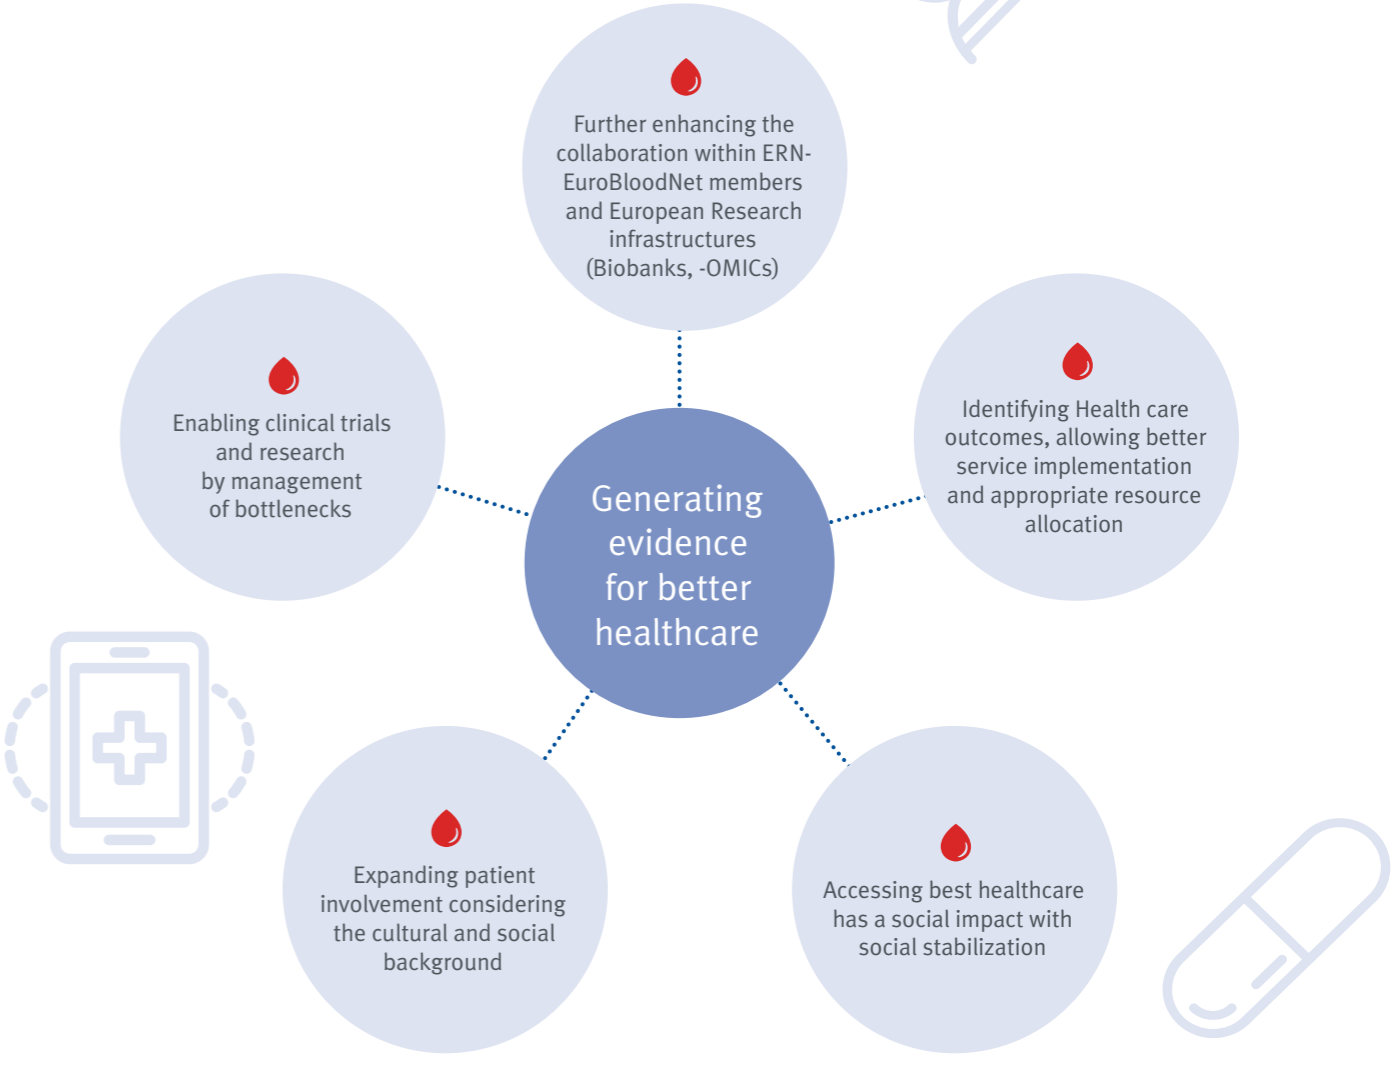 Further enhancing the
collaboration within ERN-
EuroBloodNet members
and European Research
infrastructures
(Biobanks, -OMICs)
Enabling clinical trials
and research
by management
of bottlenecks
Identifying Health care
outcomes, allowing better
service implementation
and appropriate resource
allocation
Generating
evidence
for better
healthcare
Expanding patient
involvement considering
the cultural and social
background
Accessing best healthcare
has a social impact with
social stabilization